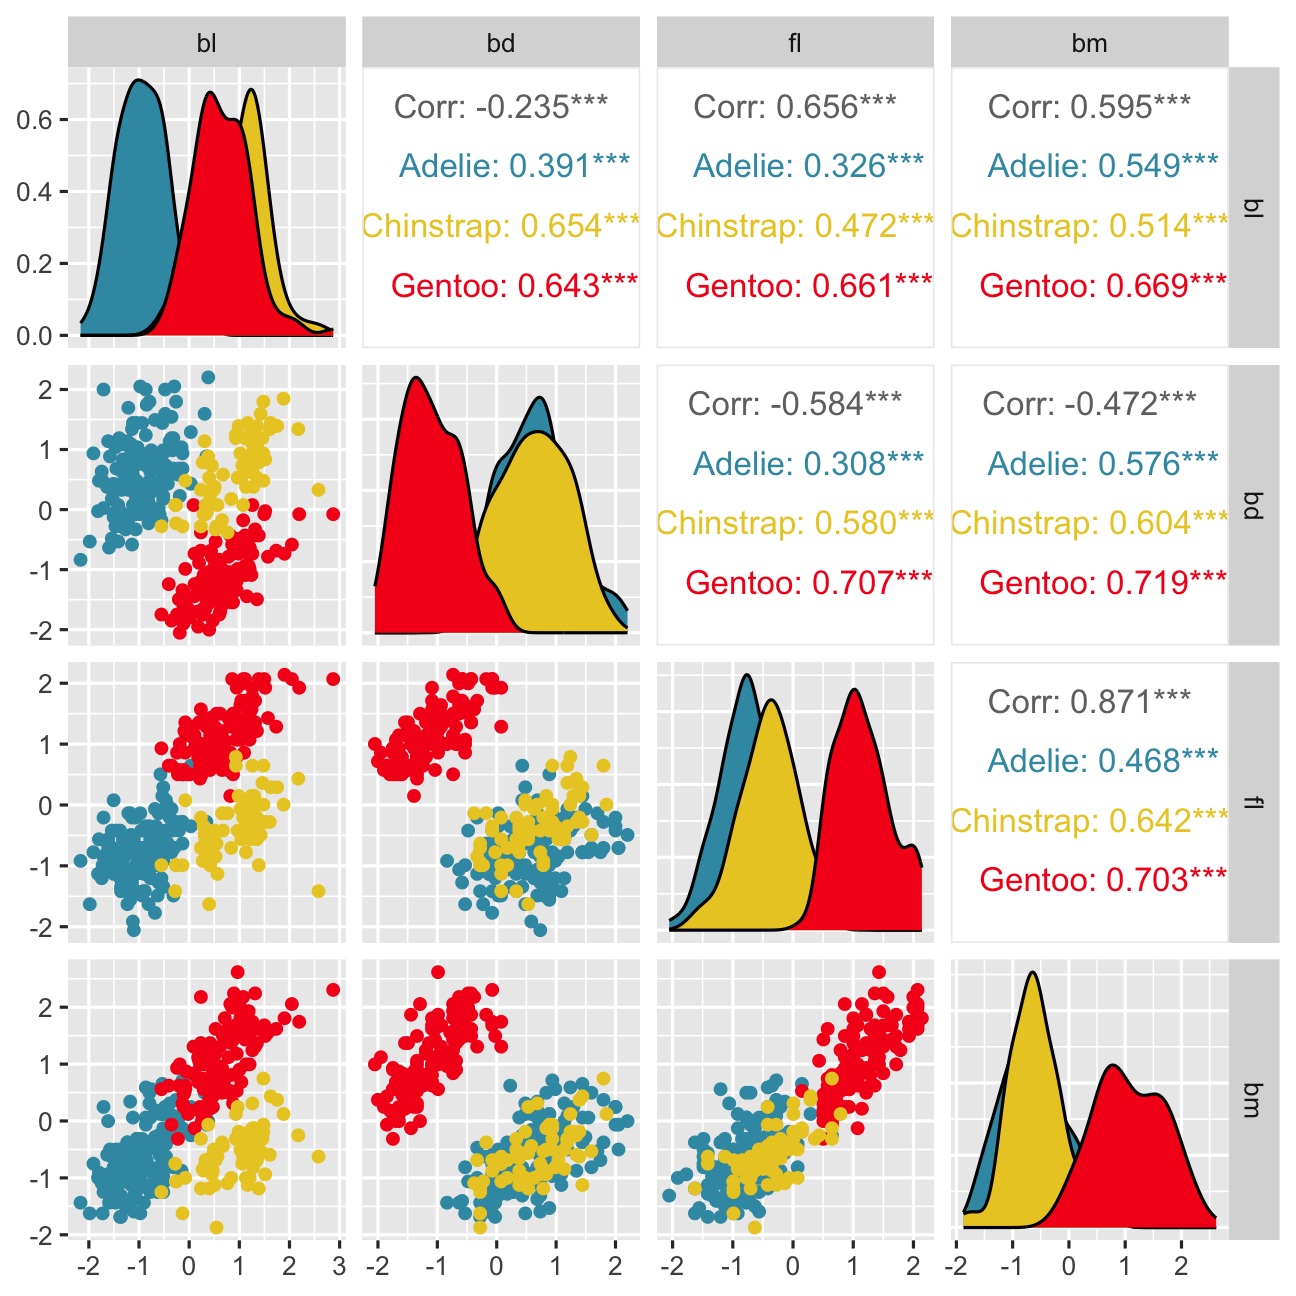 bl bd fl bm
0.6
0.4
0.2
0.0
Corr: -0.235***
Adelie: 0.391***
Chinstrap: 0.654***
Gentoo: 0.643***
Corr: 0.656***
Adelie: 0.326***
Chinstrap: 0.472***
Gentoo: 0.661***
Corr: 0.595***
Adelie: 0.549***
Chinstrap: 0.514***
Gentoo: 0.669***
bl
2
1
0
-1
-2
Corr: -0.584***
Adelie: 0.308***
Chinstrap: 0.580***
Gentoo: 0.707***
Corr: -0.472***
Adelie: 0.576***
Chinstrap: 0.604***
Gentoo: 0.719***
bd
2
1
0
-1
-2
Corr: 0.871***
Adelie: 0.468***
Chinstrap: 0.642***
Gentoo: 0.703***
fl
2
1
0
-1
-2
bm
-2 -1 0 1 2 3
-2 -1 0 1 2
-2 -1 0 1 2
-2 -1 0 1 2